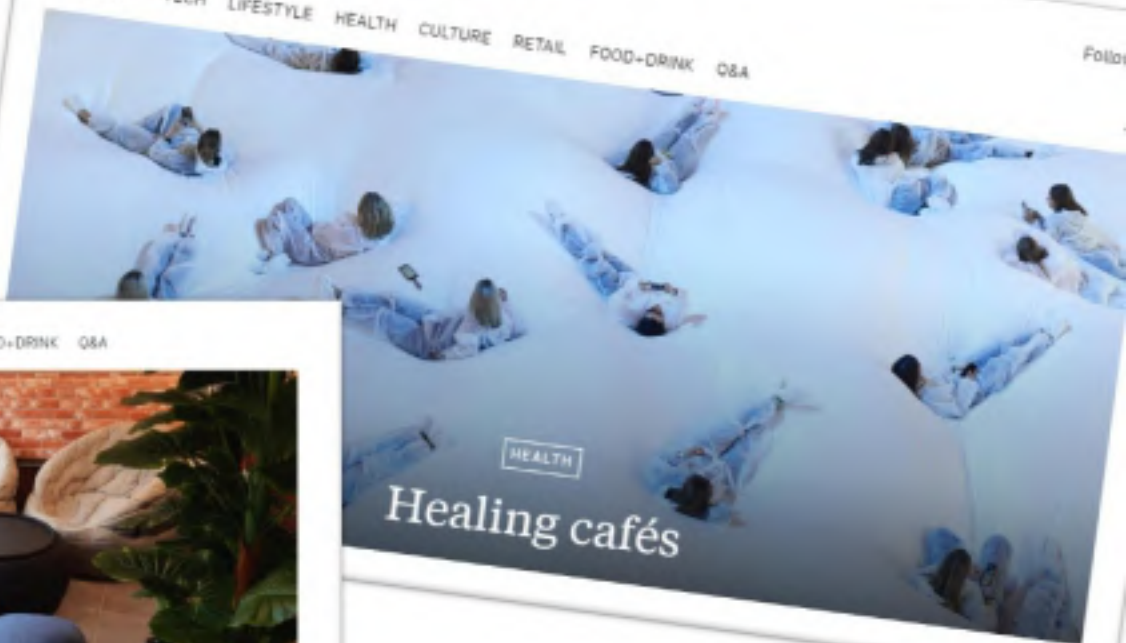 LIFESTYLE HEALTH CULTURE RETAIL FOOD+DRINK Q&A
HEALTH
Healing cafés
Q&A